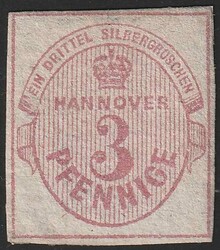 EIN DRITTEL SILBERGROSCHEN
HANNOVER
3
PFENNIGE